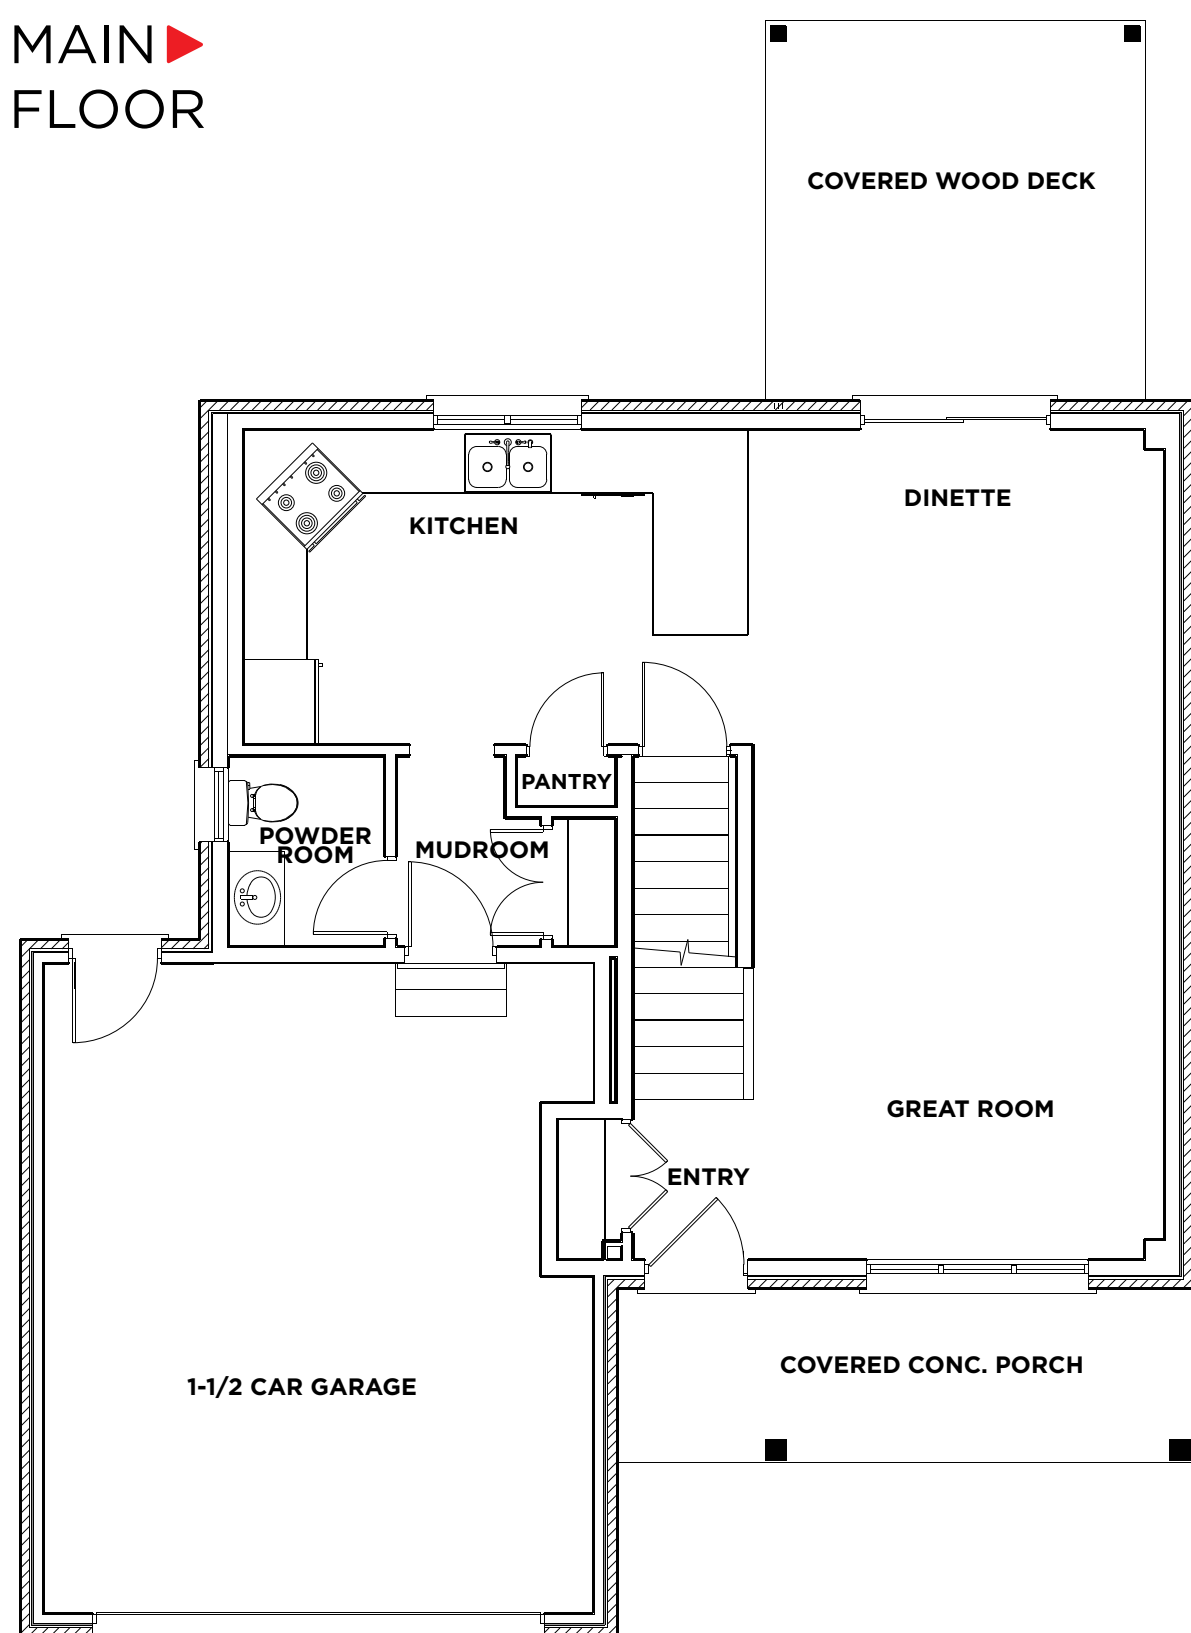 MAIN
FLOOR
COVERED WOOD DECK
DINETTE
KITCHEN
PANTRY
POWDER
ROOM
MUDROOM
GREAT ROOM
ENTRY
COVERED CONC. PORCH
1-1/2 CAR GARAGE